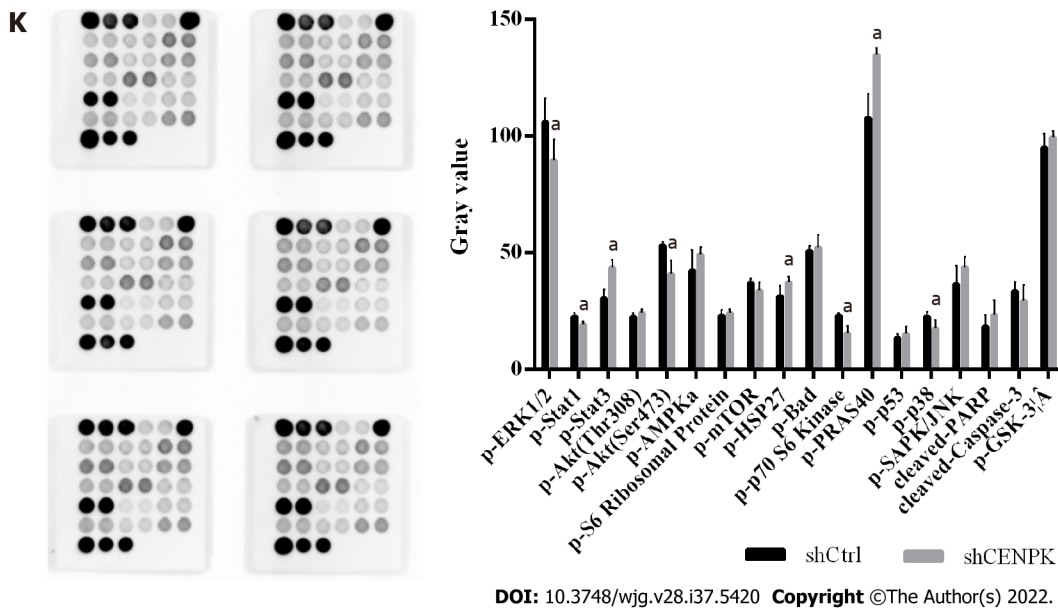 K
150
100
50
0
Gray value
a
a
a
a
a
a
a
a
p-ERK1/2
p-Stat1
p-Stat3
p-Akt(Thr308)
p-Akt(Ser473)
p-AMPKa
p-S6 Ribosomal Protein
p-mTOR
p-HSP27
p-Bad
p-p70 S6 Kinase
p-PRAS40
p-p53
p-p38
p-SAPK/JNK
cleaved-PARP
cleaved-Caspase-3
p-GSK-3¡Â
shCtrl shCENPK
DOI: 10.3748/wjg.v28.i37.5420 Copyright ©The Author(s) 2022.